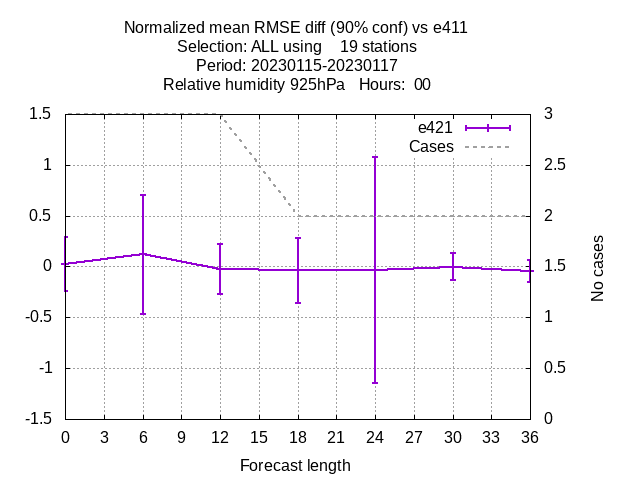 Normalized mean RMSE diff (90% conf) vs e411
Selection: ALL using    19 stations
Period: 20230115-20230117
Relative humidity 925hPa   Hours:  00
e421
Cases
1.5
1
0.5
0
-0.5
-1
-1.5
3
2.5
2
1.5
1
0.5
0
No cases
0 3 6 9 12 15 18 21 24 27 30 33 36
Forecast length